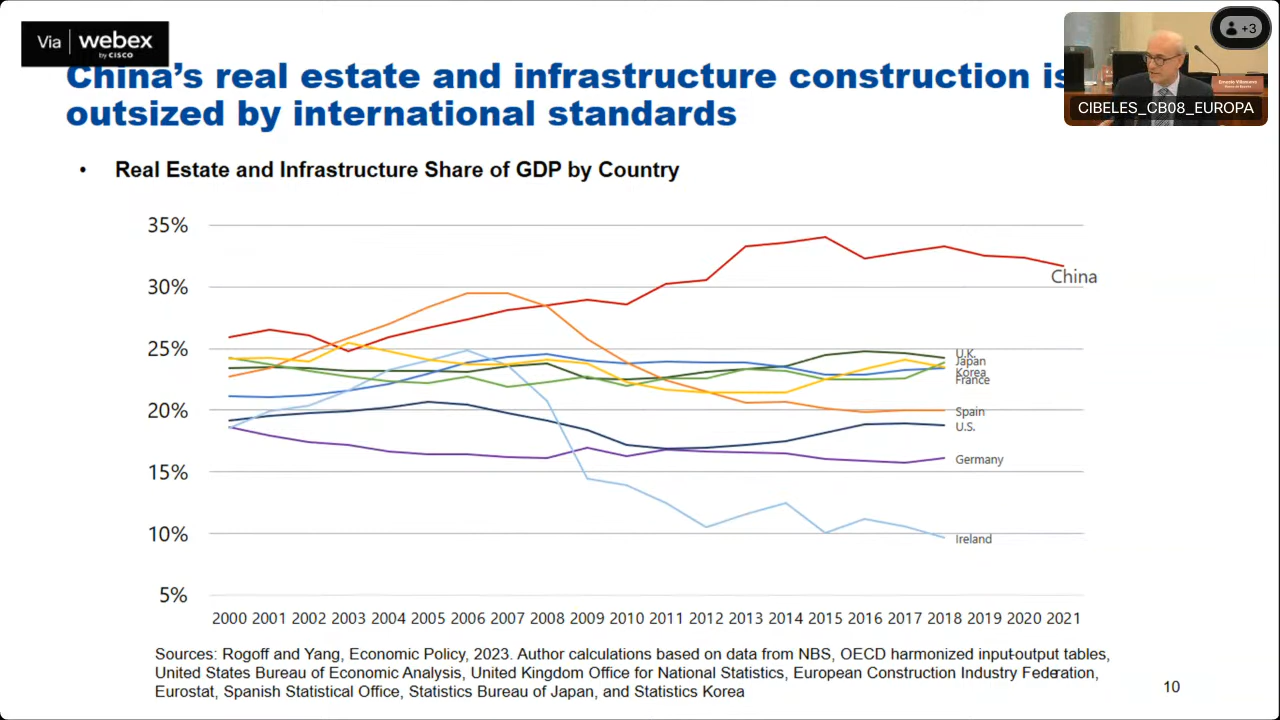 Via webex
by CISCO
+3
China's real estate and infrastructure construction is
outsized by international standards
CIBELES_CB08_EUROPA
• Real Estate and Infrastructure Share of GDP by Country
35%
30%
25%
20%
15%
10%
5%
China
U.K.
Japan
Korea
France
Spain
U.S.
Germany
Ireland
2000 2001 2002 2003 2004 2005 2006 2007 2008 2009 2010 2011 2012 2013 2014 2015 2016 2017 2018 2019 2020 2021
Sources: Rogoff and Yang, Economic Policy, 2023. Author calculations based on data from NBS, OECD harmonized input-output tables,
United States Bureau of Economic Analysis, United Kingdom Office for National Statistics, European Construction Industry Federation,
Eurostat, Spanish Statistical Office, Statistics Bureau of Japan, and Statistics Korea
10